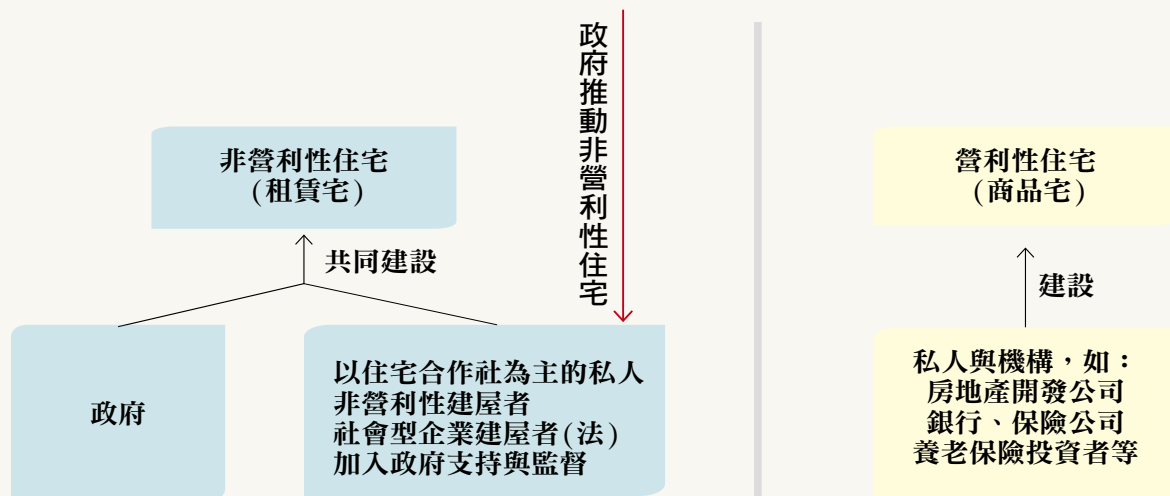 政府推動非營利性住宅
非營利性住宅
(租賃宅)
共同建設
政府
以住宅合作社為主的私人
非營利性建屋者
社會型企業建屋者(法)
加入政府支持與監督
營利性住宅
(商品宅)
建設
私人與機構，如：
房地產開發公司
銀行、保險公司
養老保險投資者等